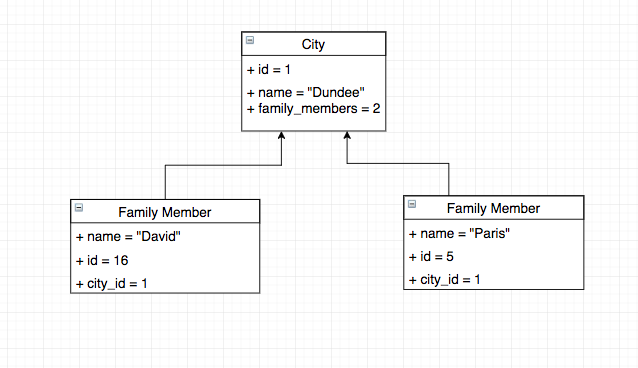 City
+ id = 1
+ name = "Dundee"
+ family_members = 2
Family Member
+ name = "David"
+ id = 16
+ city_id = 1
Family Member
+ name = "Paris"
+ id = 5
+ city_id = 1